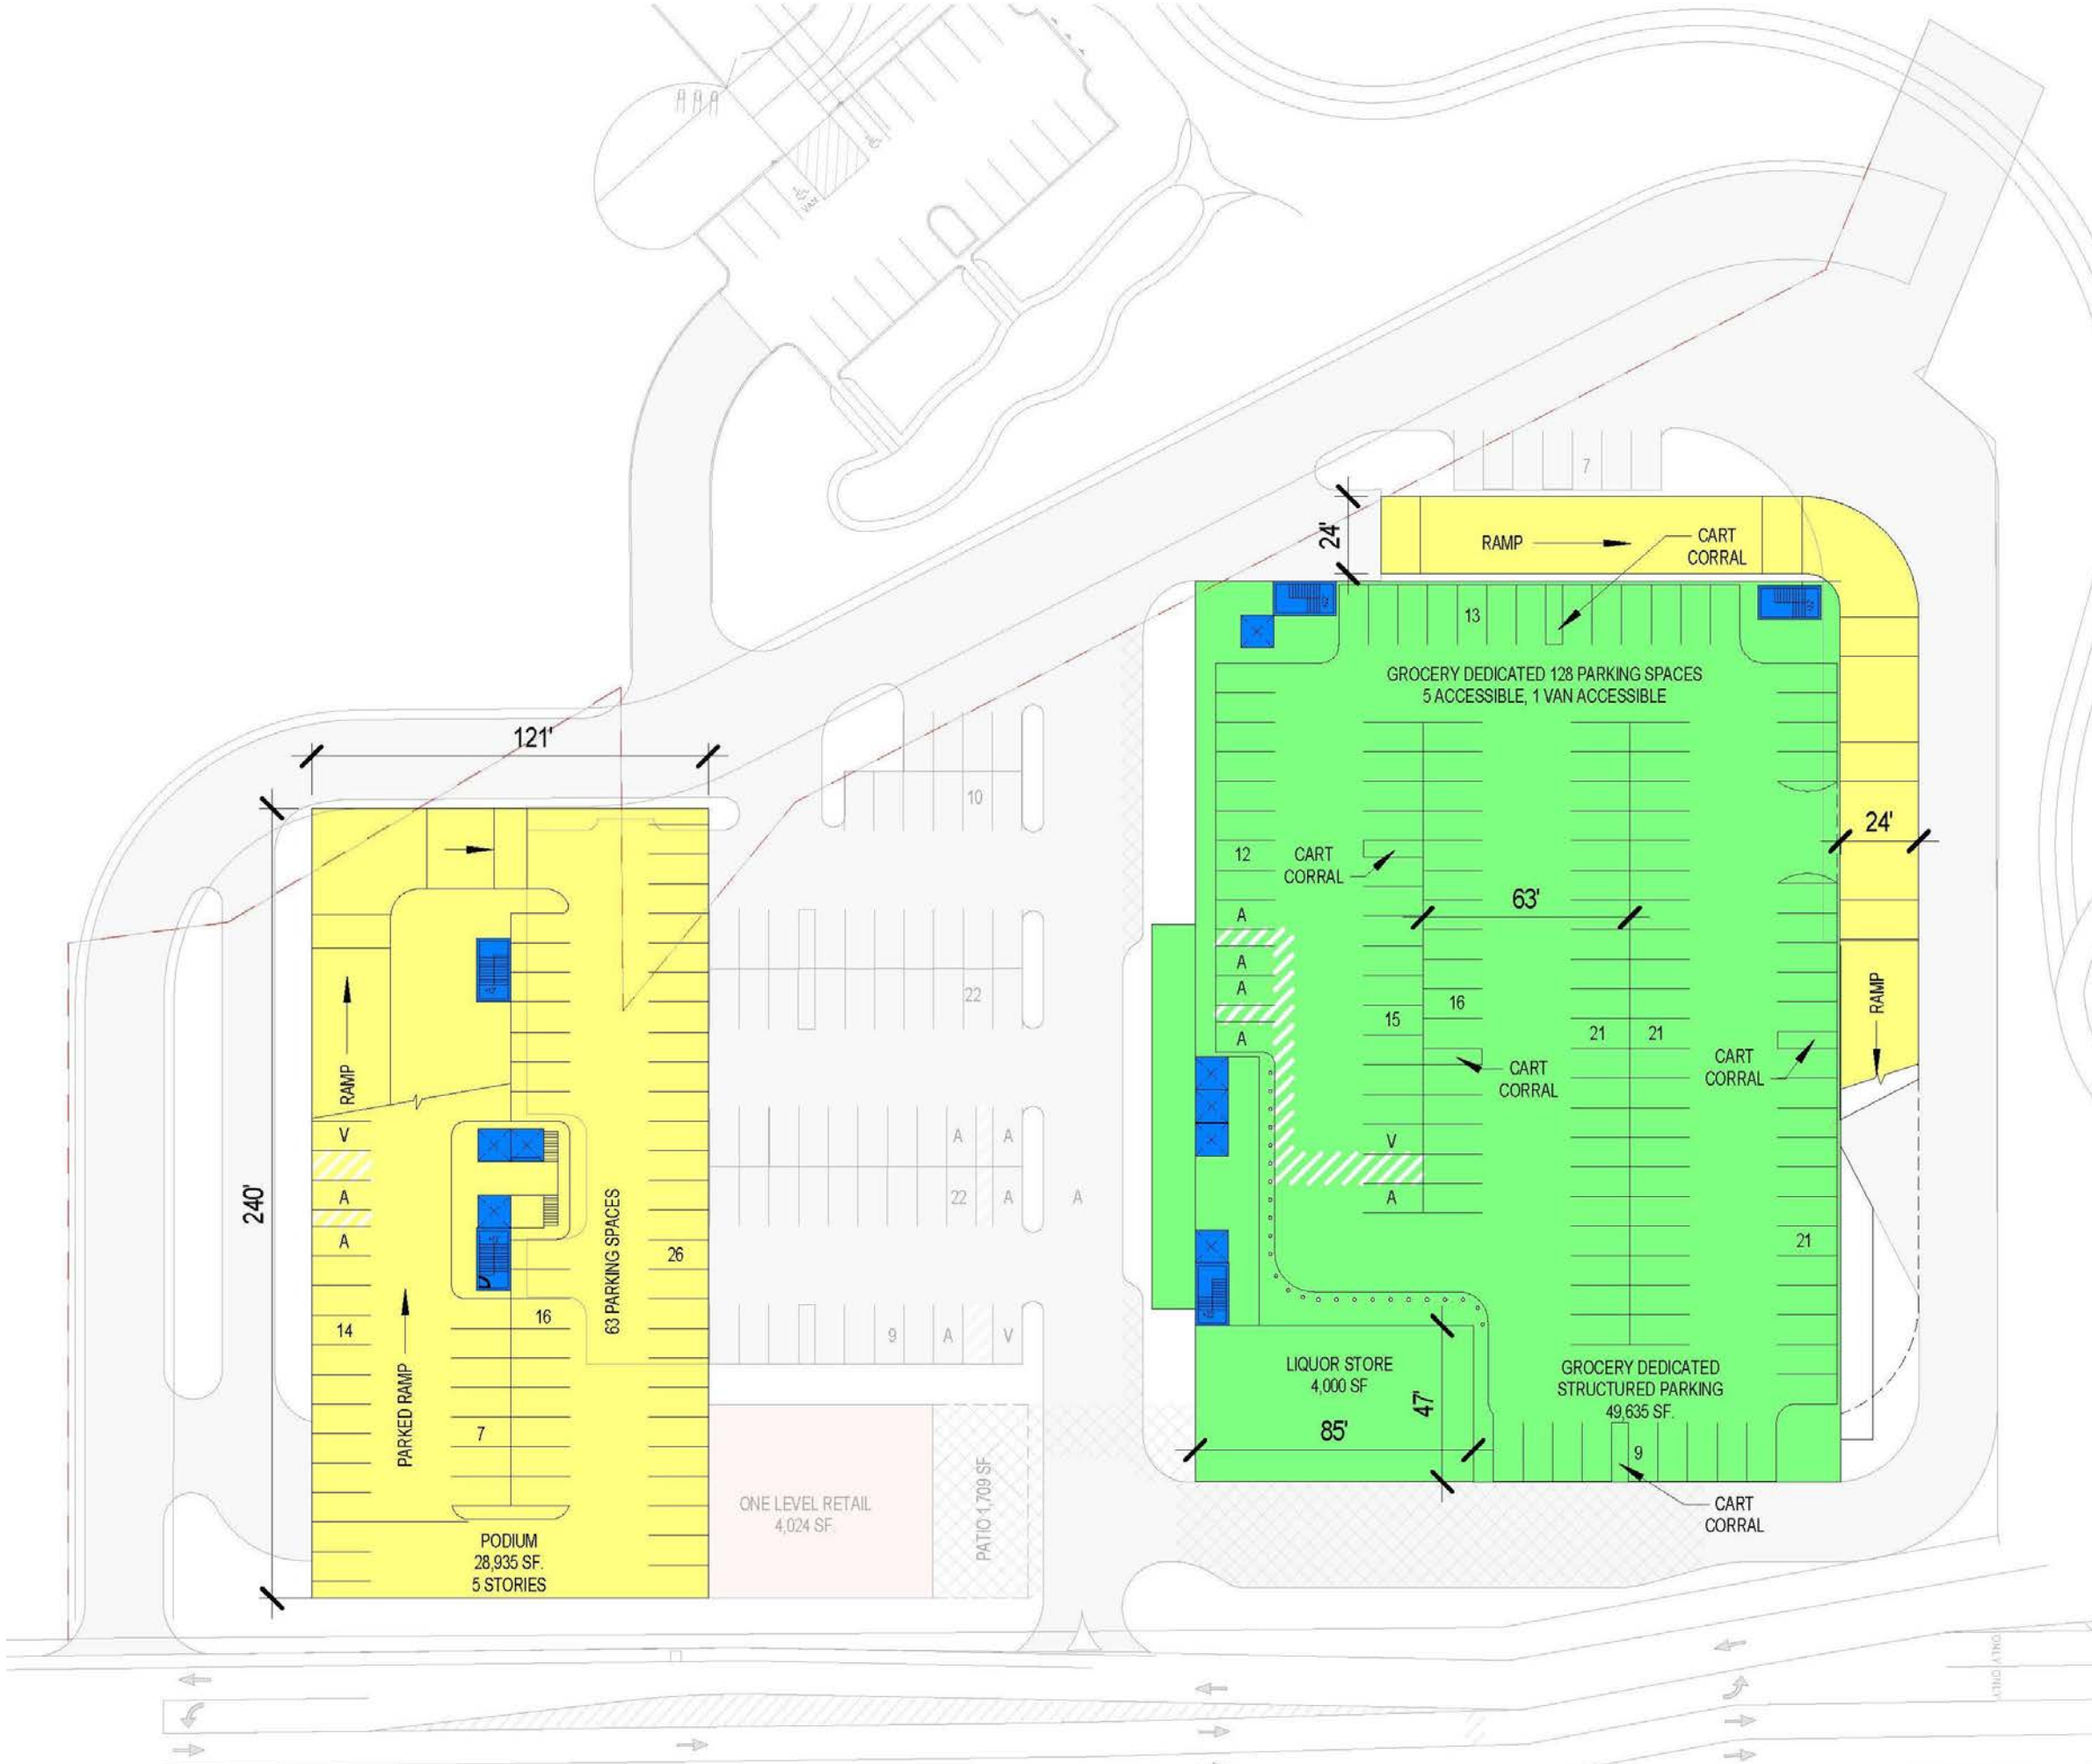 VAN
7
24'
RAMP
CART
CORRAL
13
GROCERY DEDICATED 128 PARKING SPACES
5 ACCESSIBLE, 1 VAN ACCESSIBLE
121'
10
12
CART
CORRAL
24'
63'
A
A
A
A
22
16
15
21
21
RAMP
CART
CORRAL
CART
CORRAL
RAMP
V
A
A
240'
A
A
22
A
A
V
A
63 PARKING SPACES
26
21
14
16
9
A
V
PARKED RAMP
7
LIQUOR STORE
4,000 SF
47'
85'
GROCERY DEDICATED
STRUCTURED PARKING
49,635 SF.
9
CART
CORRAL
ONE LEVEL RETAIL
4,024 SF.
PATIO 1,709 SF.
PODIUM
28,935 SF.
5 STORIES
ONLY
ONLY